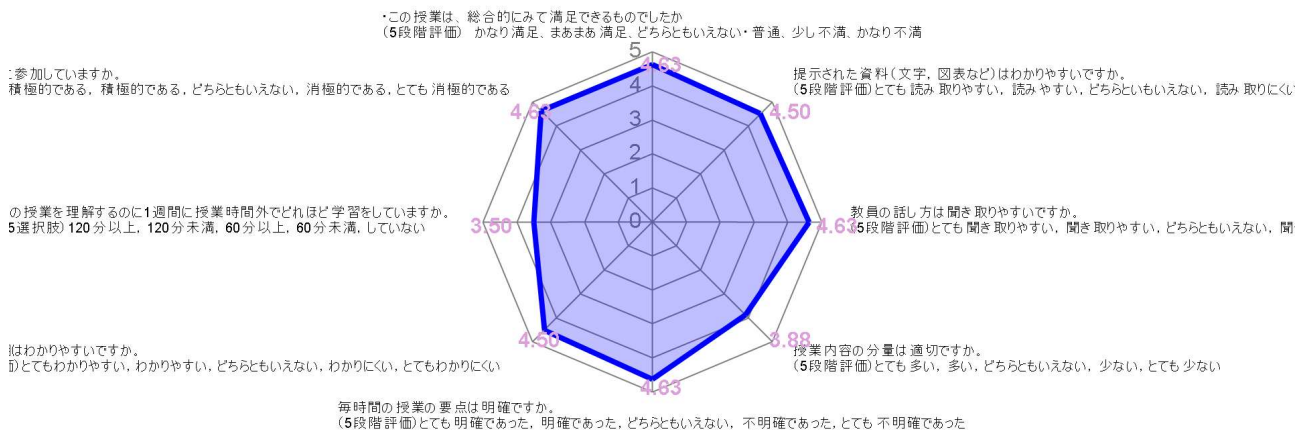 ・この授業は、総合的にみて満足できるものでしたか
(5段階評価) かなり満足、まあまあ満足、どちらともいえない・普通、少し不満、かなり不満
5
4.63
に参加していますか。
積極的である, 積極的である, どちらともいえない, 消極的である, とても消極的である
提示された資料(文字, 図表など)はわかりやすいですか。
(5段階評価)とても読み取りやすい, 読みやすい, どちらといもいえない, 読み取りにくい
4.63
4
4.50
3
2
1
の授業を理解するのに1週間に授業時間外でどれほど学習をしていますか。
5選択肢) 120分以上, 120分未満, 60分以上, 60分未満, していない
3.50
0
教員の話し方は聞き取りやすいですか。
(5段階評価)とても聞き取りやすい, 聞き取りやすい, どちらともいえない, 聞
4.63
はわかりやすいですか。
)とてもわかりやすい, わかりやすい, どちらともいえない, わかりにくい, とてもわかりにくい
4.50
3.88
授業内容の分量は適切ですか。
(5段階評価)とても多い, 多い, どちらともいえない, 少ない, とても少ない
4.63
毎時間の授業の要点は明確ですか。
(5段階評価)とても明確であった, 明確であった, どちらともいえない, 不明確であった, とても不明確であった